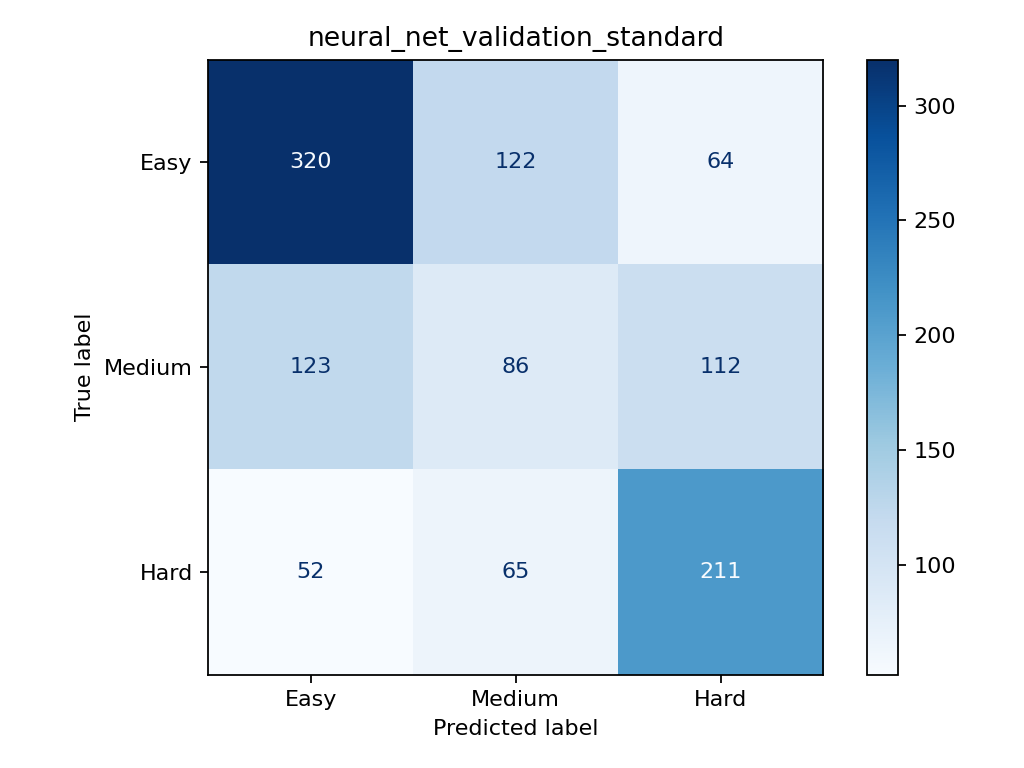 neural_net_validation_standard
Easy 320 122 64 300
250
True label Medium 123 86 112 200
150
Hard 52 65 211 100
Easy Medium Hard
Predicted label